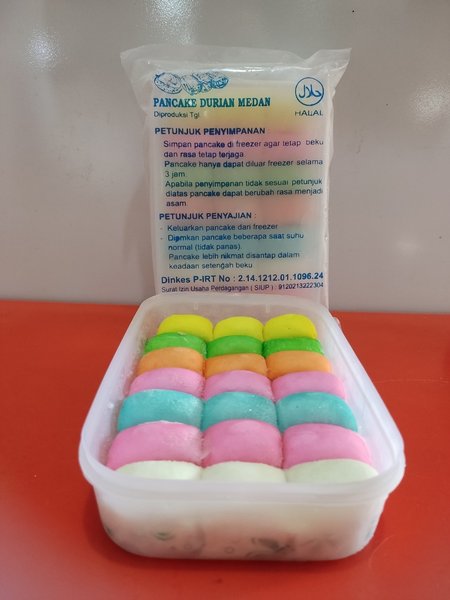 PANCAKE DURIAN MEDAN
Diproduksi Tgl
حلال
HALAL
PETUNJUK PENYIMPANAN
Simpan pancake di freezer agar tetap beku
dan rasa tetap terjaga
Pancake hanya dapat diluar freezer selama
3 jam
Apabila penyimpanan tidak sesuai petunjuk
diatas pancake dapat berubah rasa menjadi
asam
PETUNJUK PENYAJIAN :
- Keluarkan pancake dari freezer
- Diamkan pancake beberapa saat suhu
normal (tidak panas).
Pancake lebih nikmat disantap dalam
keadaan setengah beku
Dinkes P-IRT No : 2.14.1212.01.1096.24
Surat Izin Usaha Perdagangan ( SIUP ) : 9120213222304